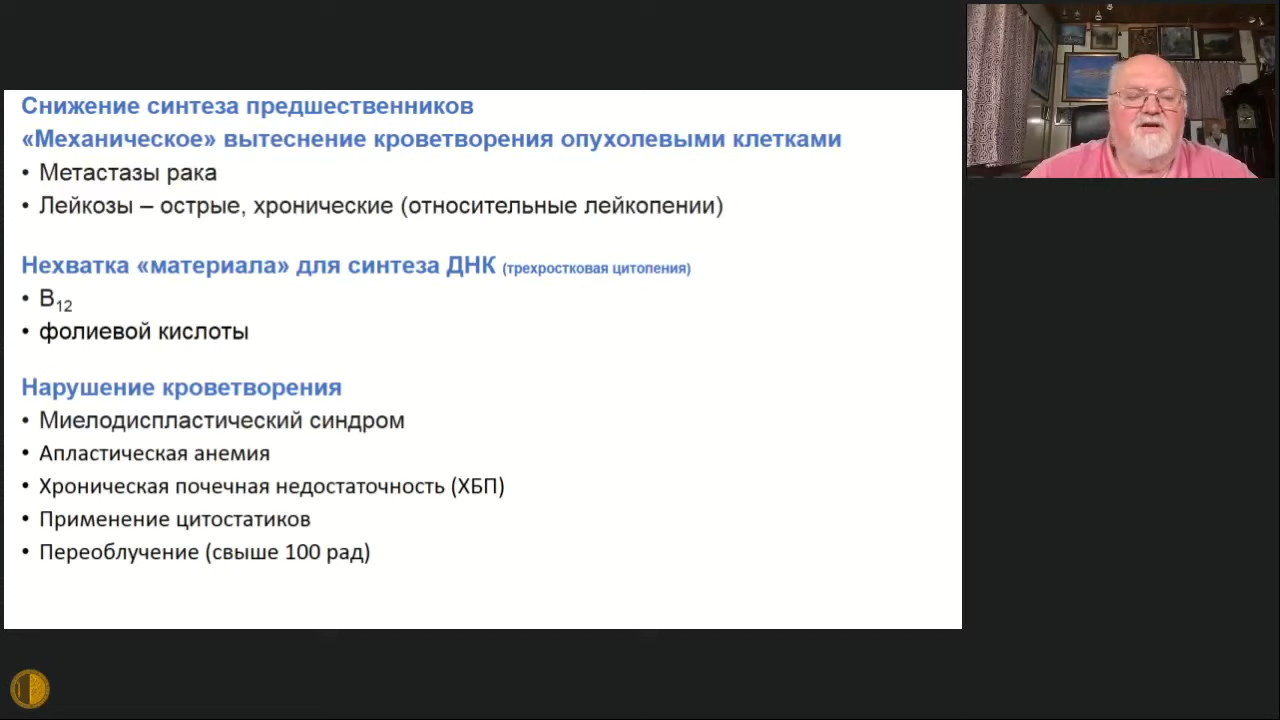 Снижение синтеза предшественников
«Механическое» вытеснение кроветворения опухолевыми клетками
• Метастазы рака
• Лейкозы – острые, хронические (относительные лейкопении)
Нехватка «материала» для синтеза ДНК (трехростковая цитопения)
• B12
• фолиевой кислоты
Нарушение кроветворения
• Миелодиспластический синдром
• Апластическая анемия
• Хроническая почечная недостаточность (ХБП)
• Применение цитостатиков
• Переоблучение (свыше 100 рад)